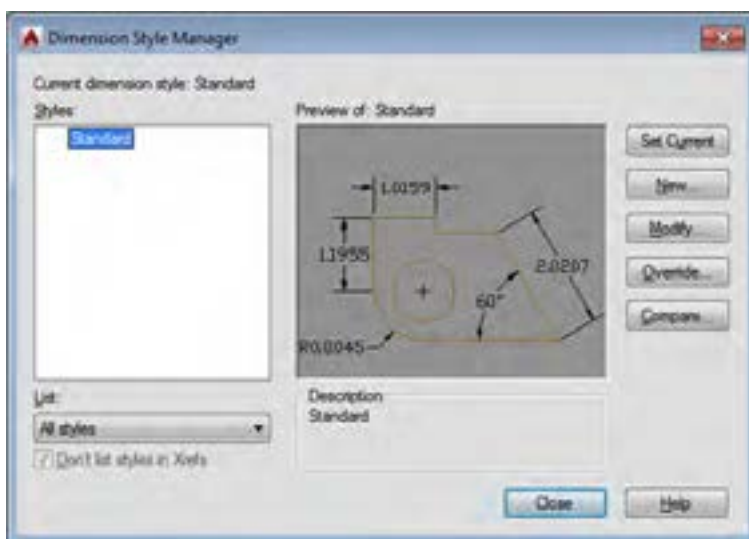 Dimension Style Manager
Current dimension style: Standard
Styles:
Standard
Preview of: Standard
1.0159
1.1955
2.0207
60°
R0.8045
Set Current
New...
Modify...
Override...
Compare...
List:
All styles
Don't list styles in Xrefs
Description
Standard
Close
Help